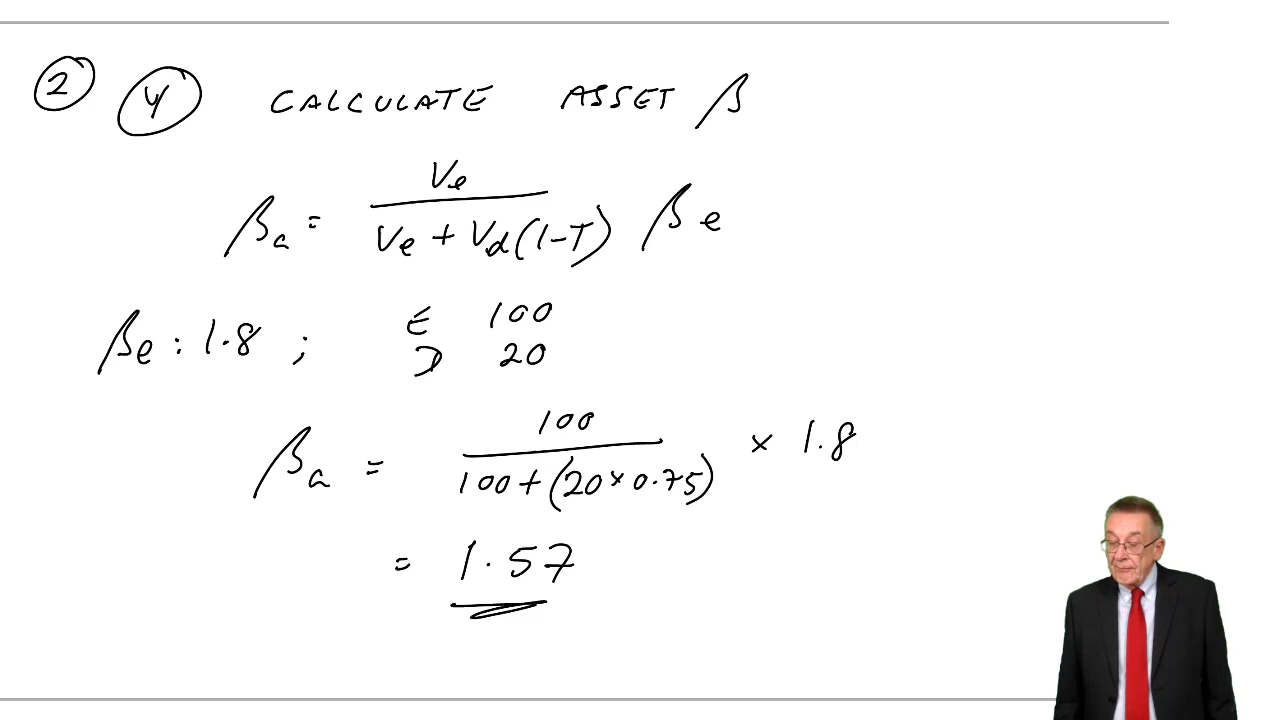 ② Ⓨ CALCULATE ASSET β
βa = Ve / (Ve + Vd(1-T)) βe
βe : 1.8 ; E 100
D 20
βa = 100 / (100 + (20 × 0.75)) × 1.8
= 1.57